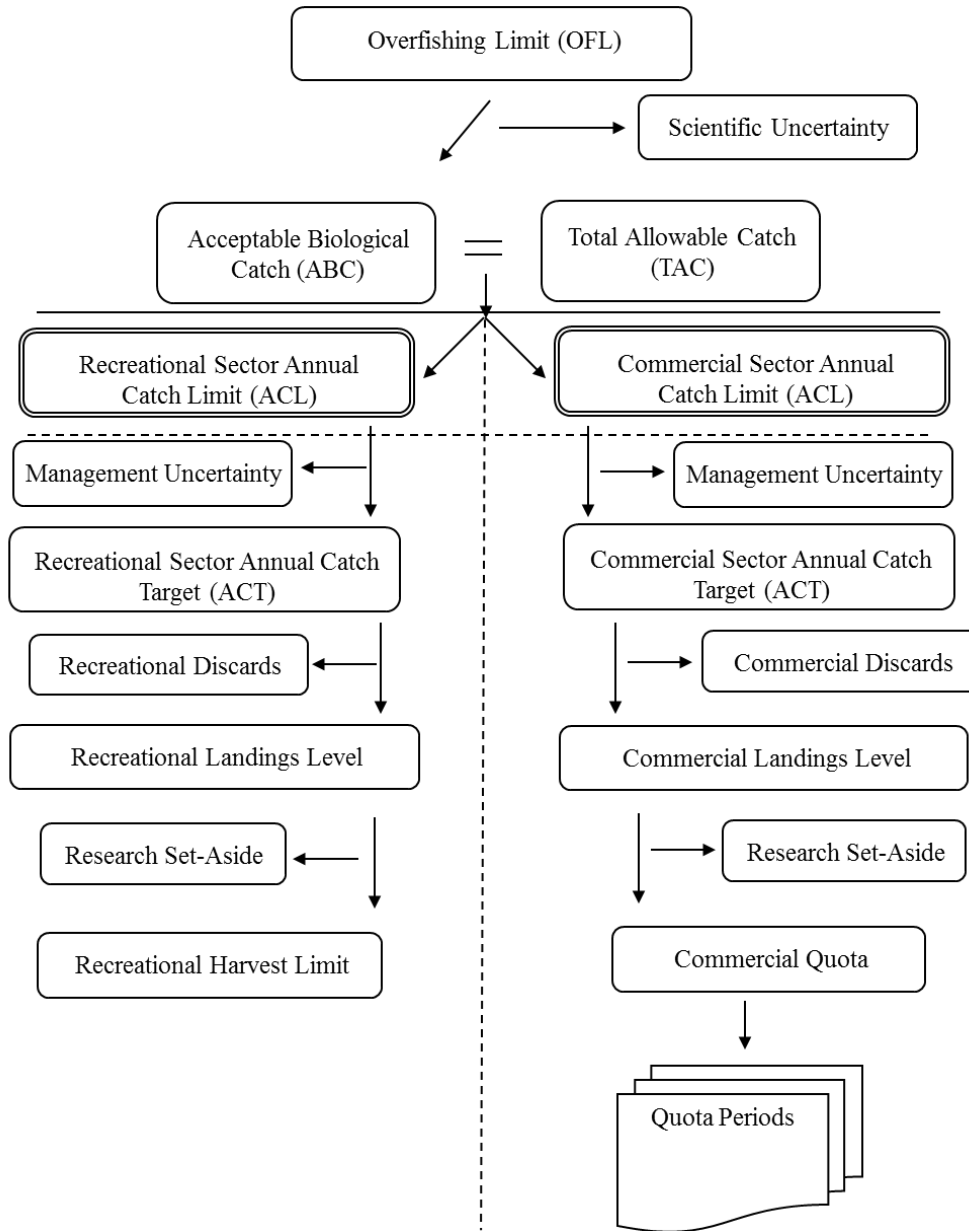 Overfishing Limit (OFL)
Scientific Uncertainty
Acceptable Biological
Catch (ABC)
Total Allowable Catch
(TAC)
Recreational Sector Annual
Catch Limit (ACL)
Commercial Sector Annual
Catch Limit (ACL)
Management Uncertainty
Management Uncertainty
Recreational Sector Annual Catch
Target (ACT)
Commercial Sector Annual Catch
Target (ACT)
Recreational Discards
Commercial Discards
Recreational Landings Level
Commercial Landings Level
Research Set-Aside
Research Set-Aside
Recreational Harvest Limit
Commercial Quota
Quota Periods